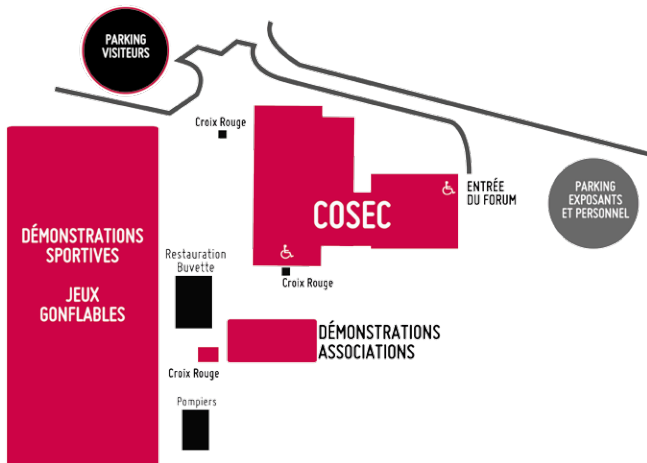 PARKING
VISITEURS
Croix Rouge
ENTRÉE
DU FORUM
PARKING
EXPOSANTS
ET PERSONNEL
COSEC
DÉMONSTRATIONS
SPORTIVES
JEUX
GONFLABLES
Restauration
Buvette
Croix Rouge
DÉMONSTRATIONS
ASSOCIATIONS
Croix Rouge
Pompiers